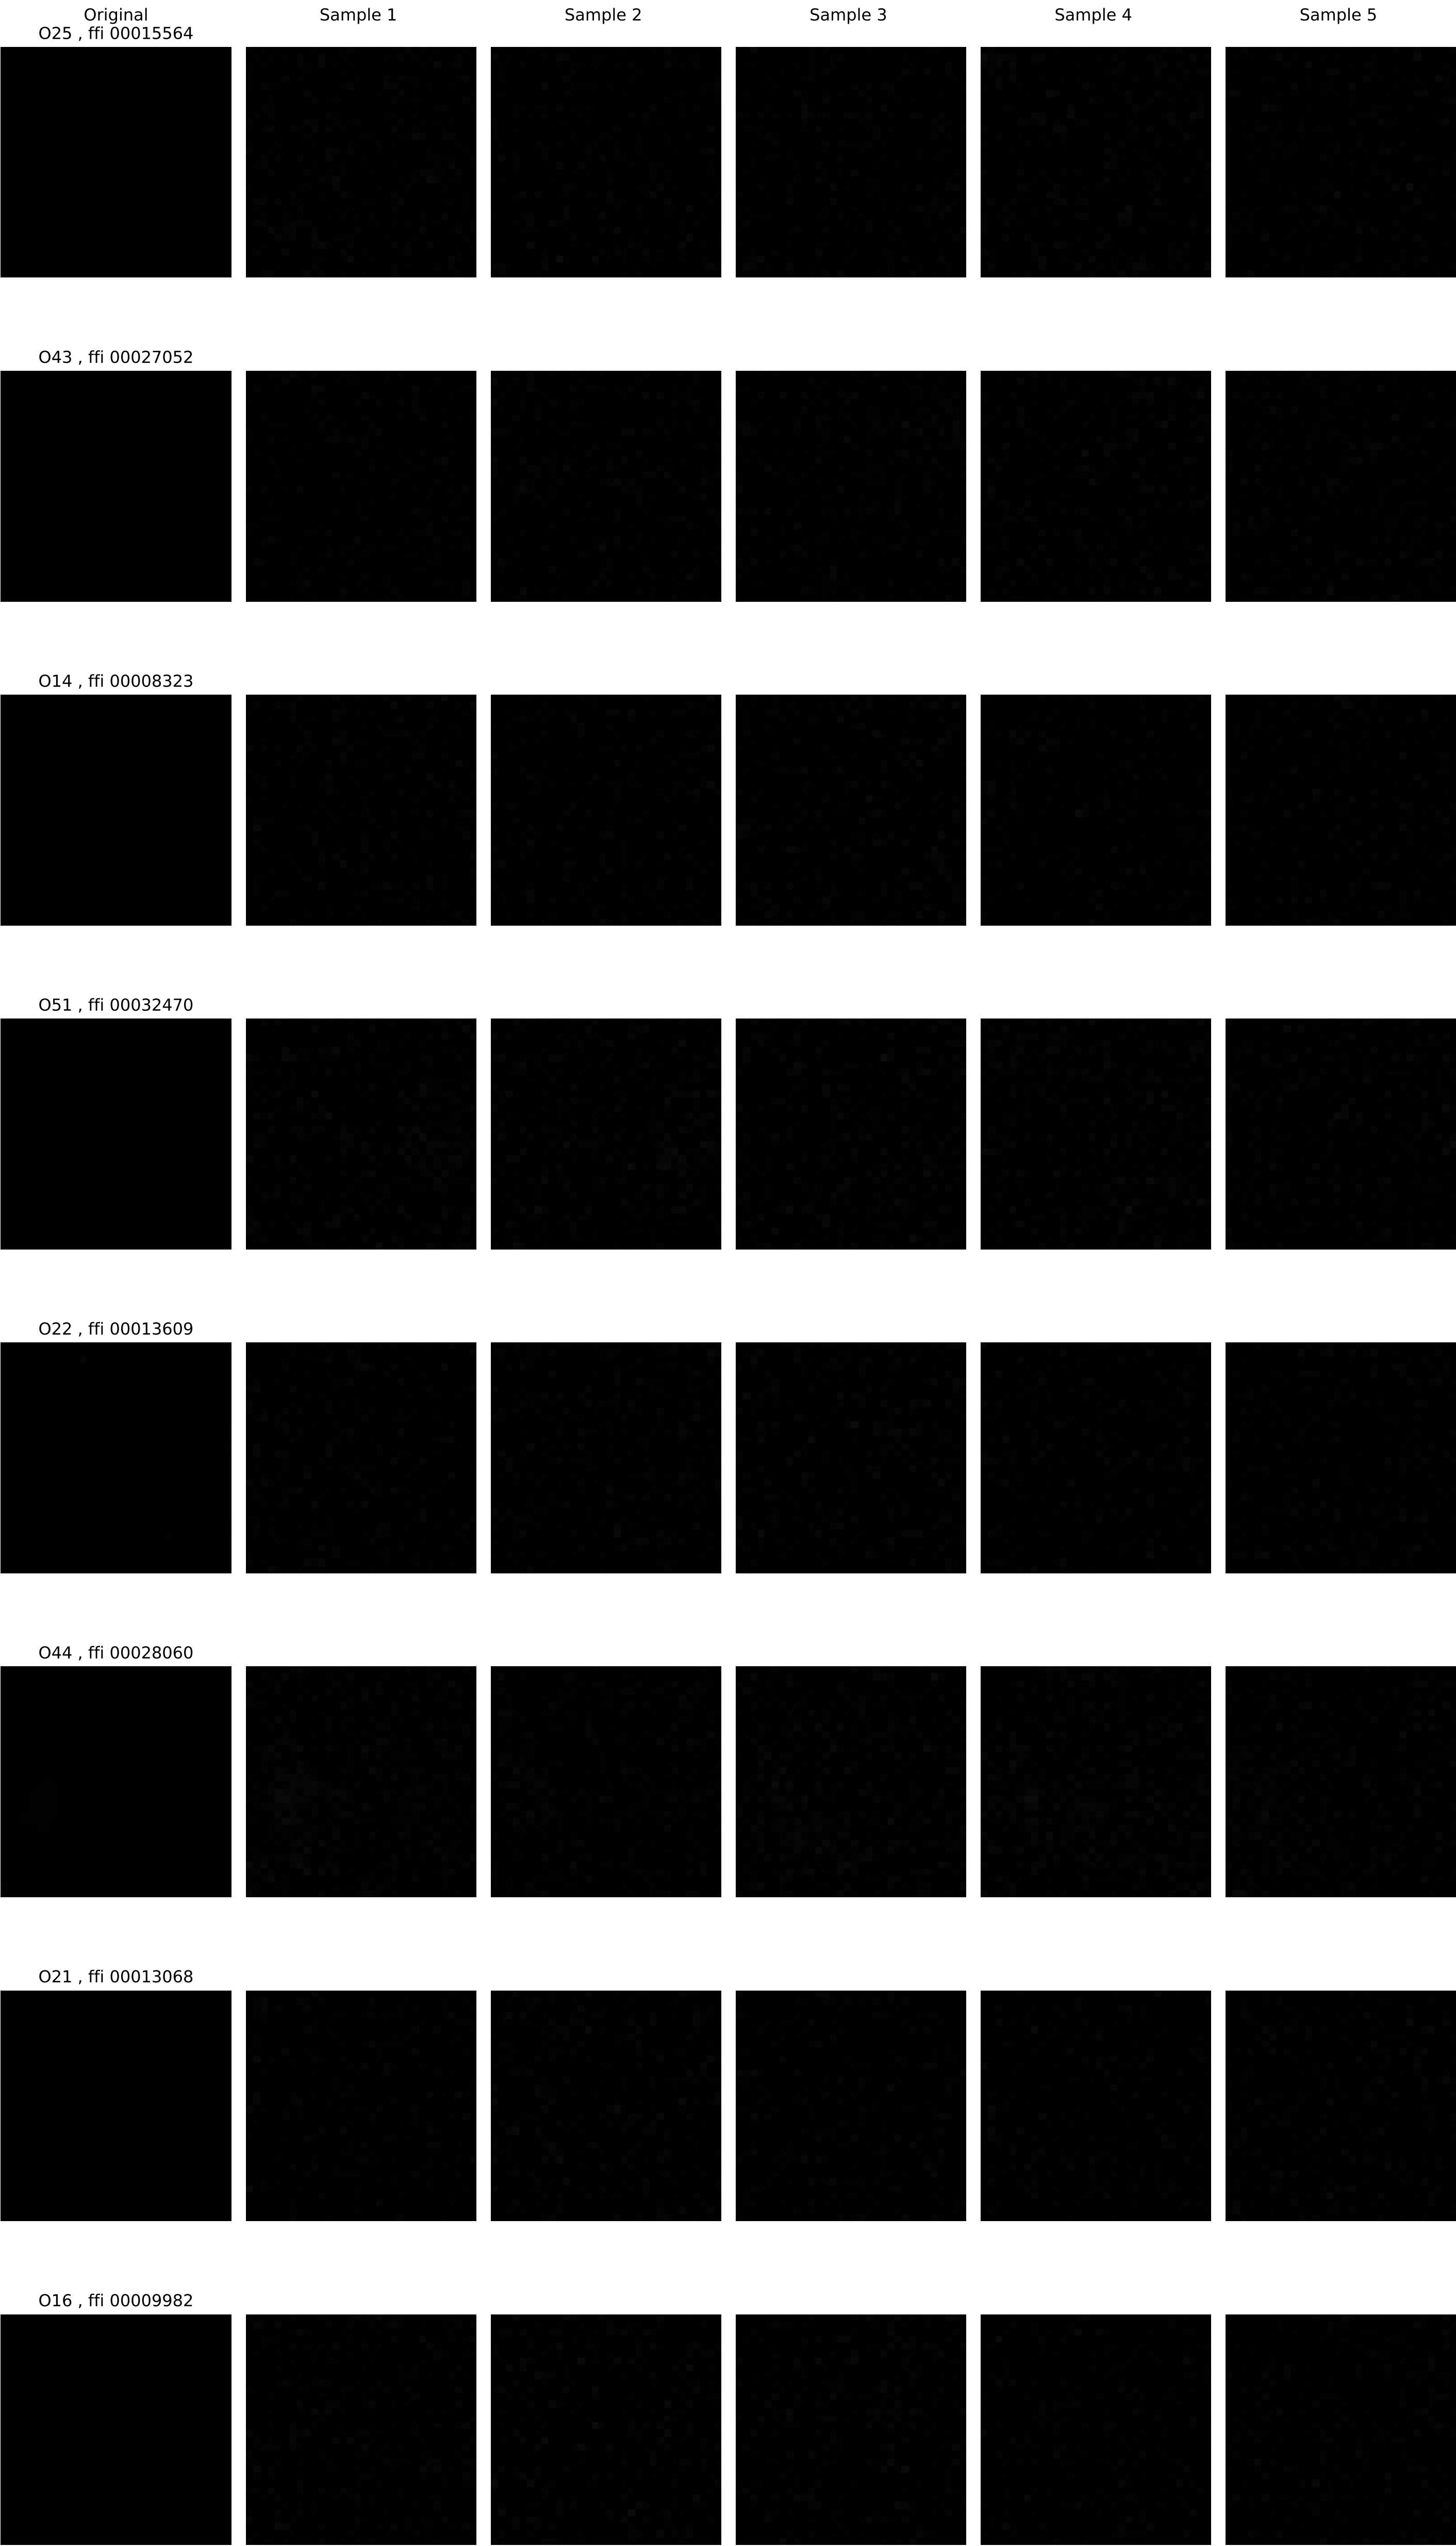 Original Sample 1 Sample 2 Sample 3 Sample 4 Sample 5
O25 , ffi 00015564
O43 , ffi 00027052
O14 , ffi 00008323
O51 , ffi 00032470
O22 , ffi 00013609
O44 , ffi 00028060
O21 , ffi 00013068
O16 , ffi 00009982